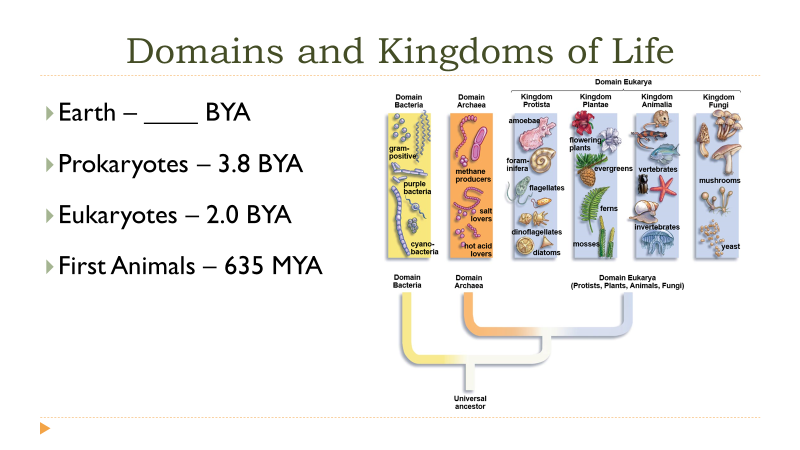 Domains and Kingdoms of Life
Earth – ____ BYA
Prokaryotes – 3.8 BYA
Eukaryotes – 2.0 BYA
First Animals – 635 MYA
Domain Eukarya
Domain
Bacteria
Domain
Archaea
Kingdom
Protista
Kingdom
Plantae
Kingdom
Animalia
Kingdom
Fungi
gram-
positive
purple
bacteria
cyano-
bacteria
methane
producers
salt
lovers
hot acid
lovers
amoebae
foram-
inifera
flagellates
dinoflagellates
diatoms
flowering
plants
evergreens
ferns
mosses
vertebrates
invertebrates
mushrooms
yeast
Domain
Bacteria
Domain
Archaea
Domain Eukarya
(Protists, Plants, Animals, Fungi)
Universal
ancestor